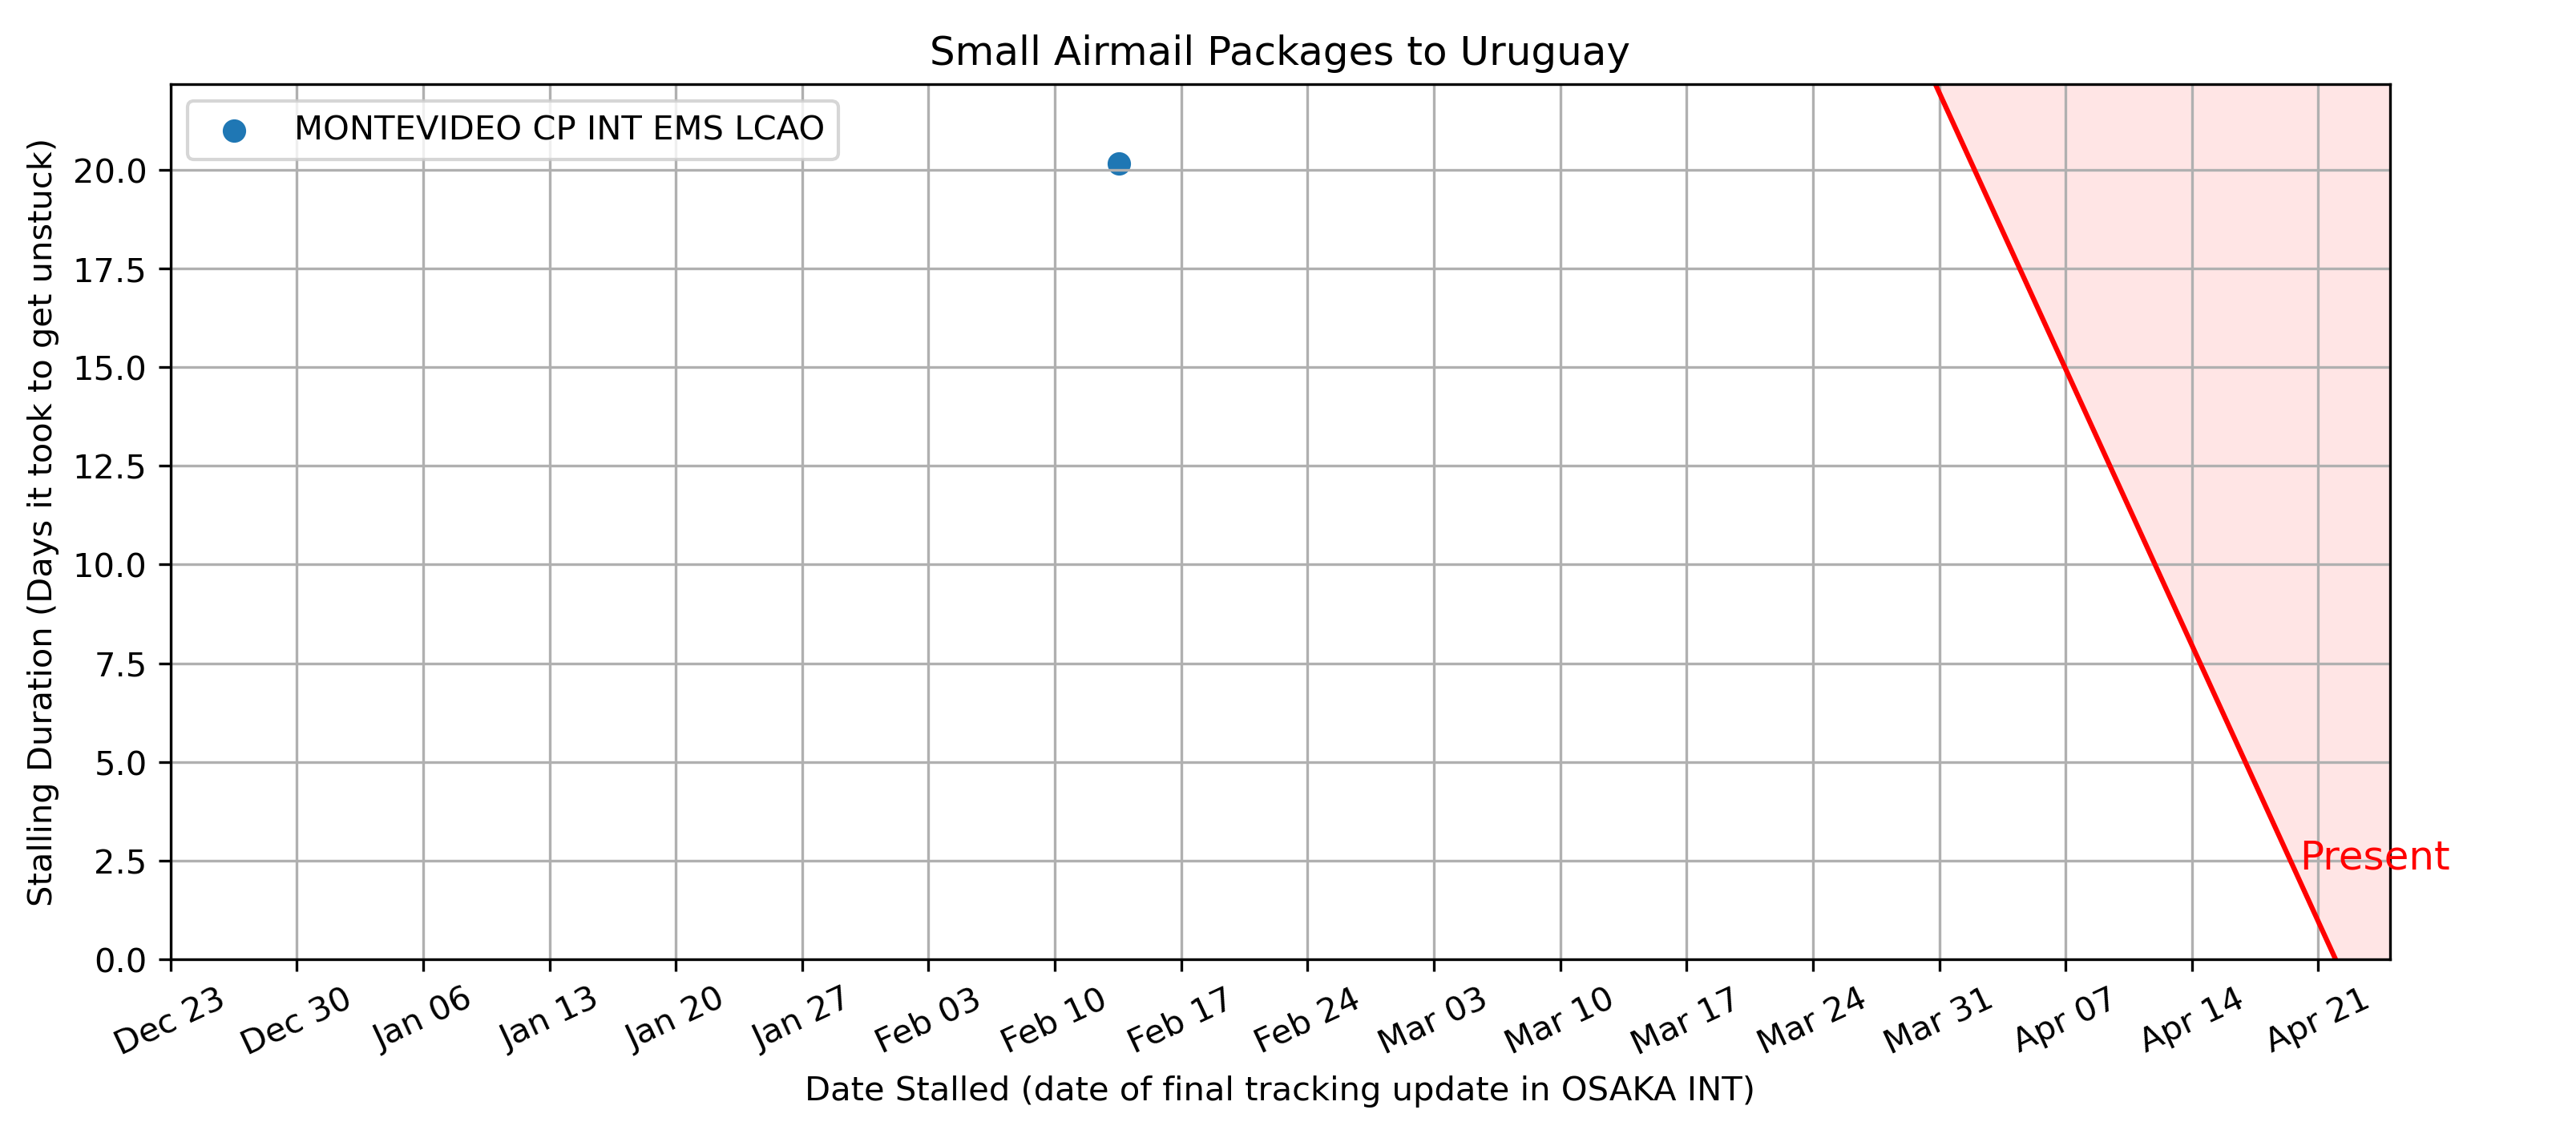 Small Airmail Packages to Uruguay
MONTEVIDEO CP INT EMS LCAO
Stalling Duration (Days it took to get unstuck)
20.0
17.5
15.0
12.5
10.0
7.5
5.0
2.5
0.0
Present
Dec 23
Dec 30
Jan 06
Jan 13
Jan 20
Jan 27
Feb 03
Feb 10
Feb 17
Feb 24
Mar 03
Mar 10
Mar 17
Mar 24
Mar 31
Apr 07
Apr 14
Apr 21
Date Stalled (date of final tracking update in OSAKA INT)